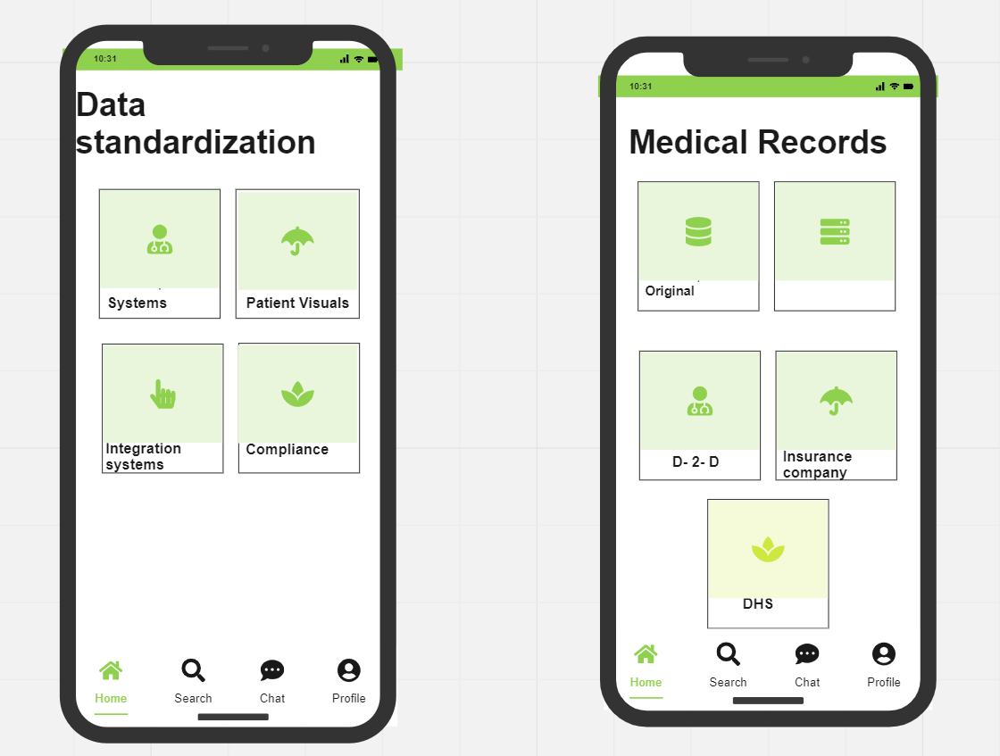 10:31
Data
standardization
Systems
Patient Visuals
Integration
systems
Compliance
Home
Search
Chat
Profile
10:31
Medical Records
Original
D- 2- D
Insurance
company
DHS
Home
Search
Chat
Profile